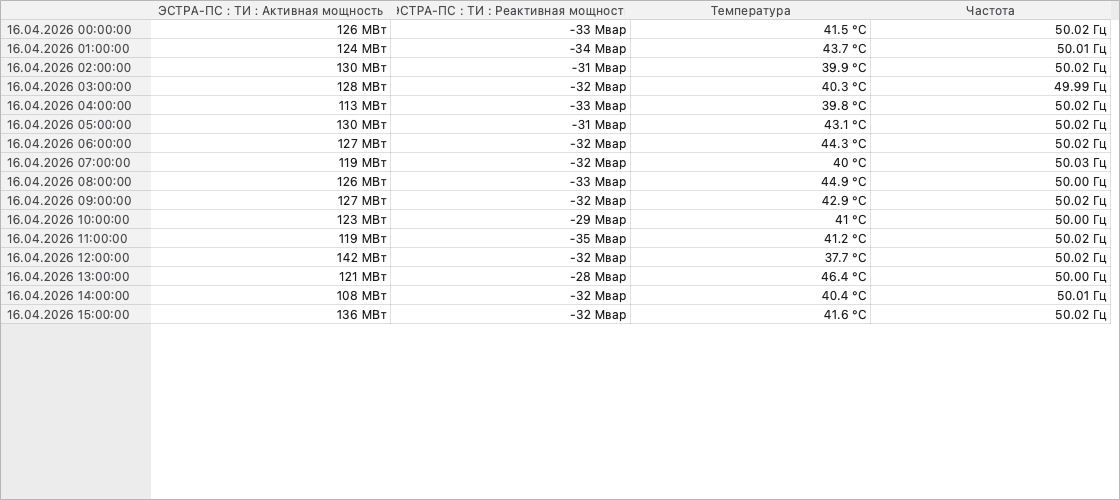 ЭСТРА-ПС : ТИ : Активная мощность ЭСТРА-ПС : ТИ : Реактивная мощност Температура Частота
16.04.2026 00:00:00 126 МВт -33 Мвар 41.5 °C 50.02 Гц
16.04.2026 01:00:00 124 МВт -34 Мвар 43.7 °C 50.01 Гц
16.04.2026 02:00:00 130 МВт -31 Мвар 39.9 °C 50.02 Гц
16.04.2026 03:00:00 128 МВт -32 Мвар 40.3 °C 49.99 Гц
16.04.2026 04:00:00 113 МВт -33 Мвар 39.8 °C 50.02 Гц
16.04.2026 05:00:00 130 МВт -31 Мвар 43.1 °C 50.02 Гц
16.04.2026 06:00:00 127 МВт -32 Мвар 44.3 °C 50.02 Гц
16.04.2026 07:00:00 119 МВт -32 Мвар 40 °C 50.03 Гц
16.04.2026 08:00:00 126 МВт -33 Мвар 44.9 °C 50.00 Гц
16.04.2026 09:00:00 127 МВт -32 Мвар 42.9 °C 50.02 Гц
16.04.2026 10:00:00 123 МВт -29 Мвар 41 °C 50.00 Гц
16.04.2026 11:00:00 119 МВт -35 Мвар 41.2 °C 50.02 Гц
16.04.2026 12:00:00 142 МВт -32 Мвар 37.7 °C 50.02 Гц
16.04.2026 13:00:00 121 МВт -28 Мвар 46.4 °C 50.00 Гц
16.04.2026 14:00:00 108 МВт -32 Мвар 40.4 °C 50.01 Гц
16.04.2026 15:00:00 136 МВт -32 Мвар 41.6 °C 50.02 Гц